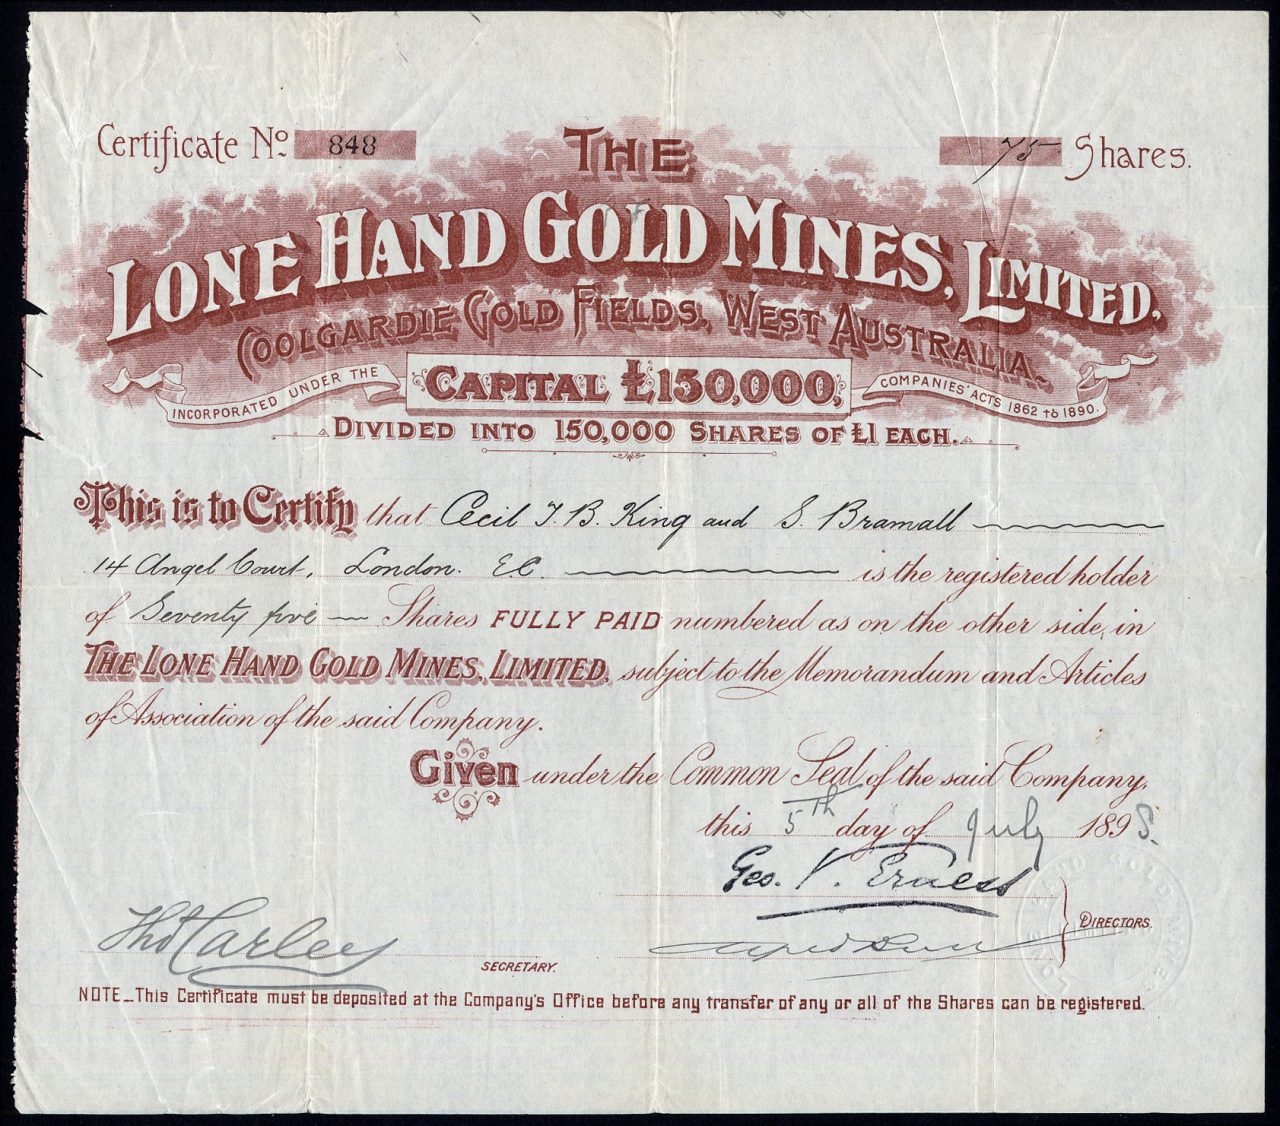 Certificate No. 848
75 Shares.
THE
LONE HAND GOLD MINES, LIMITED.
COOLGARDIE GOLD FIELDS, WEST AUSTRALIA.
INCORPORATED UNDER THE COMPANIES' ACTS 1862 to 1890.
CAPITAL £150,000,
DIVIDED INTO 150,000 SHARES OF £1 EACH.
This is to Certify that Cecil T. B. King and S. Bramall
14 Angel Court, London. E.C. is the registered holder
of Seventy five Shares FULLY PAID numbered as on the other side, in
THE LONE HAND GOLD MINES, LIMITED, subject to the Memorandum and Articles
of Association of the said Company.
Given under the Common Seal of the said Company,
this 5th day of July 1898.
Geo. V. Ernest
DIRECTORS.
SECRETARY.
NOTE_This Certificate must be deposited at the Company's Office before any transfer of any or all of the Shares can be registered.